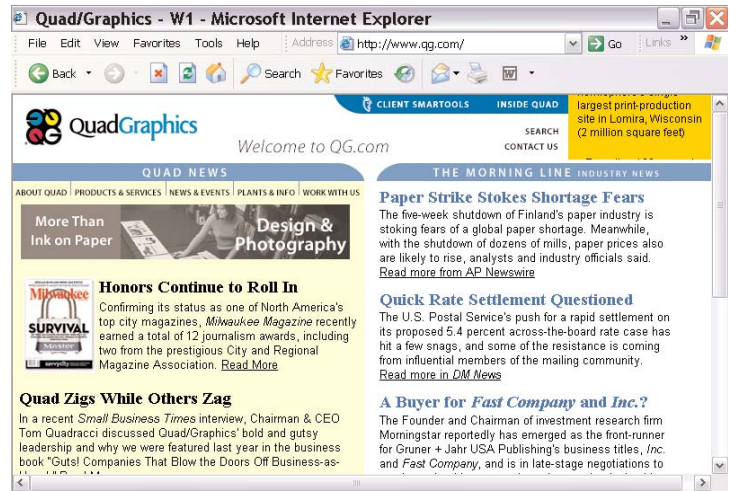 Quad/Graphics - W1 - Microsoft Internet Explorer
File Edit View Favorites Tools Help Address http://www.qg.com/ Go Links »
Back Search Favorites
QuadGraphics
Welcome to QG.com
CLIENT SMARTOOLS INSIDE QUAD
SEARCH
CONTACT US
largest print-production
site in Lomira, Wisconsin
(2 million square feet)
QUAD NEWS
ABOUT QUAD PRODUCTS & SERVICES NEWS & EVENTS PLANTS & INFO WORK WITH US
More Than
Ink on Paper
Design &
Photography
Milwaukee
SURVIVAL
Master
Honors Continue to Roll In
Confirming its status as one of North America's
top city magazines, Milwaukee Magazine recently
earned a total of 12 journalism awards, including
two from the prestigious City and Regional
Magazine Association. Read More
Quad Zigs While Others Zag
In a recent Small Business Times interview, Chairman & CEO
Tom Quadracci discussed Quad/Graphics' bold and gutsy
leadership and why we were featured last year in the business
book "Guts! Companies That Blow the Doors Off Business-as-
THE MORNING LINE INDUSTRY NEWS
Paper Strike Stokes Shortage Fears
The five-week shutdown of Finland's paper industry is
stoking fears of a global paper shortage. Meanwhile,
with the shutdown of dozens of mills, paper prices also
are likely to rise, analysts and industry officials said.
Read more from AP Newswire
Quick Rate Settlement Questioned
The U.S. Postal Service's push for a rapid settlement on
its proposed 5.4 percent across-the-board rate case has
hit a few snags, and some of the resistance is coming
from influential members of the mailing community.
Read more in DM News
A Buyer for Fast Company and Inc.?
The Founder and Chairman of investment research firm
Morningstar reportedly has emerged as the front-runner
for Gruner + Jahr USA Publishing's business titles, Inc.
and Fast Company, and is in late-stage negotiations to